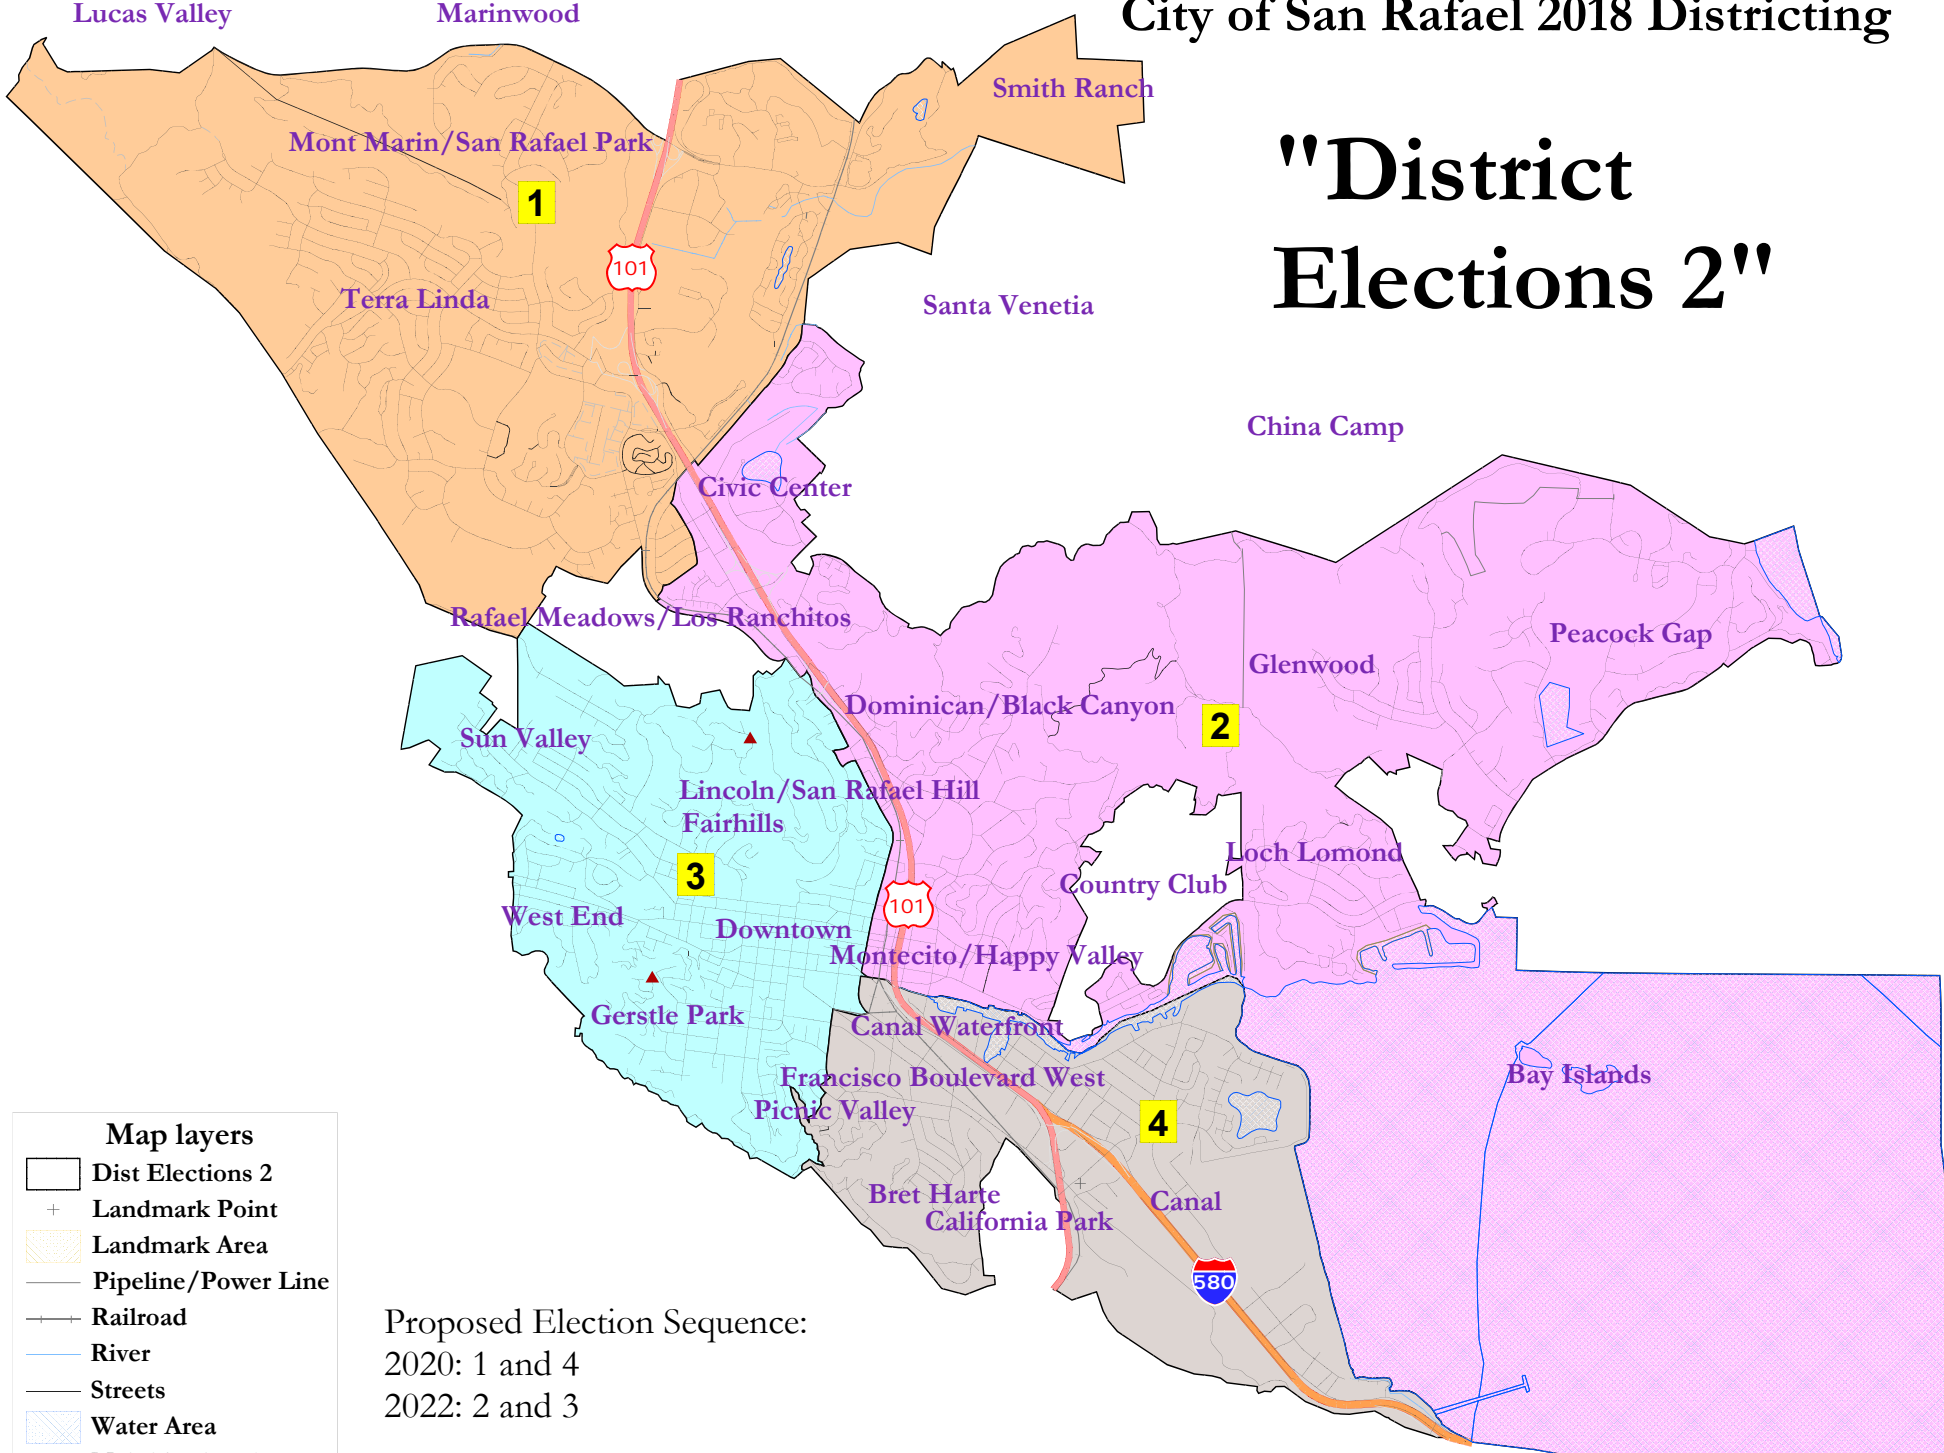 Lucas Valley
Marinwood
City of San Rafael 2018 Districting
Smith Ranch
"District
Elections 2"
Mont Marin/San Rafael Park
1
101
Terra Linda
Santa Venetia
China Camp
Civic Center
Rafael Meadows/Los Ranchitos
Peacock Gap
Glenwood
Dominican/Black Canyon
2
Sun Valley
Lincoln/San Rafael Hill
Fairhills
Loch Lomond
3
Country Club
101
West End
Downtown
Montecito/Happy Valley
Gerstle Park
Canal Waterfront
Francisco Boulevard West
Bay Islands
Picnic Valley
4
Bret Harte
Canal
California Park
580
Map layers
Dist Elections 2
Landmark Point
Landmark Area
Pipeline/Power Line
Railroad
River
Streets
Water Area
Proposed Election Sequence:
2020: 1 and 4
2022: 2 and 3